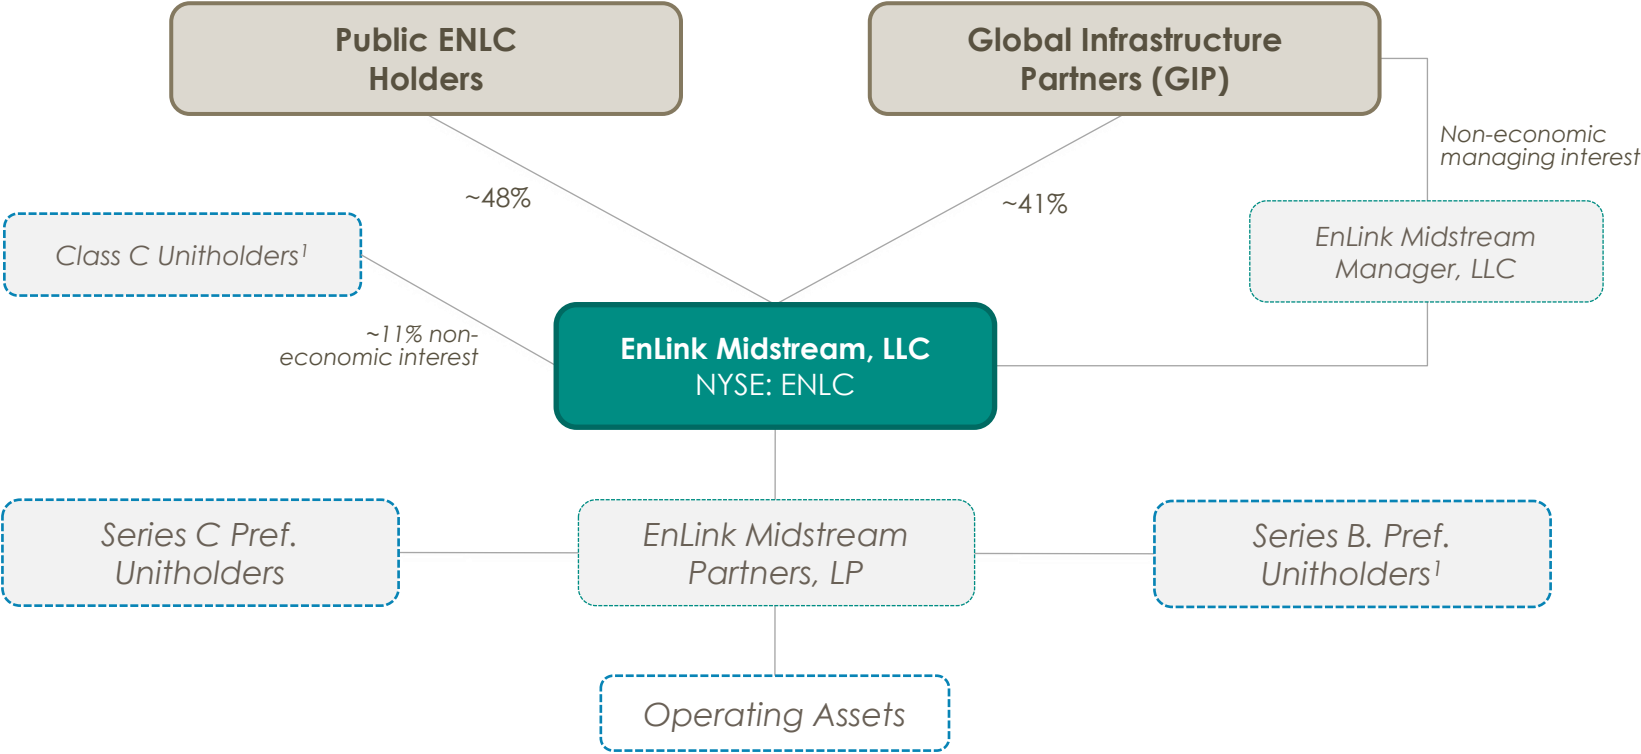 Public ENLC
Holders
Global Infrastructure
Partners (GIP)
Non-economic
managing interest
~48%
~41%
Class C Unitholders¹
EnLink Midstream
Manager, LLC
~11% non-
economic interest
EnLink Midstream, LLC
NYSE: ENLC
Series C Pref.
Unitholders
EnLink Midstream
Partners, LP
Series B. Pref.
Unitholders¹
Operating Assets